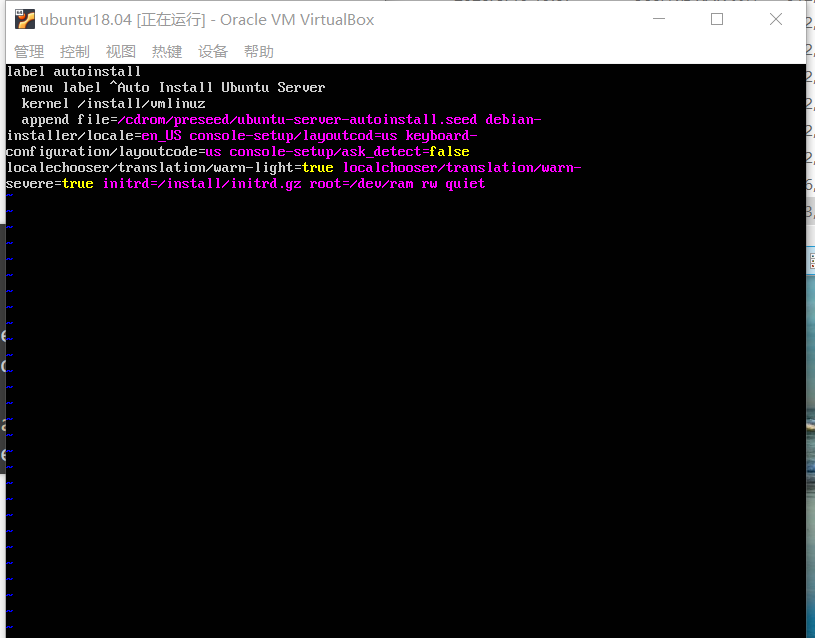 ubuntu18.04 [正在运行] - Oracle VM VirtualBox
管理 控制 视图 热键 设备 帮助
label autoinstall
menu label ^Auto Install Ubuntu Server
kernel /install/vmlinuz
append file=/cdrom/preseed/ubuntu-server-autoinstall.seed debian-
installer/locale=en_US console-setup/layoutcod=us keyboard-
configuration/layoutcode=us console-setup/ask_detect=false
localechooser/translation/warn-light=true localchooser/translation/warn-
severe=true initrd=/install/initrd.gz root=/dev/ram rw quiet